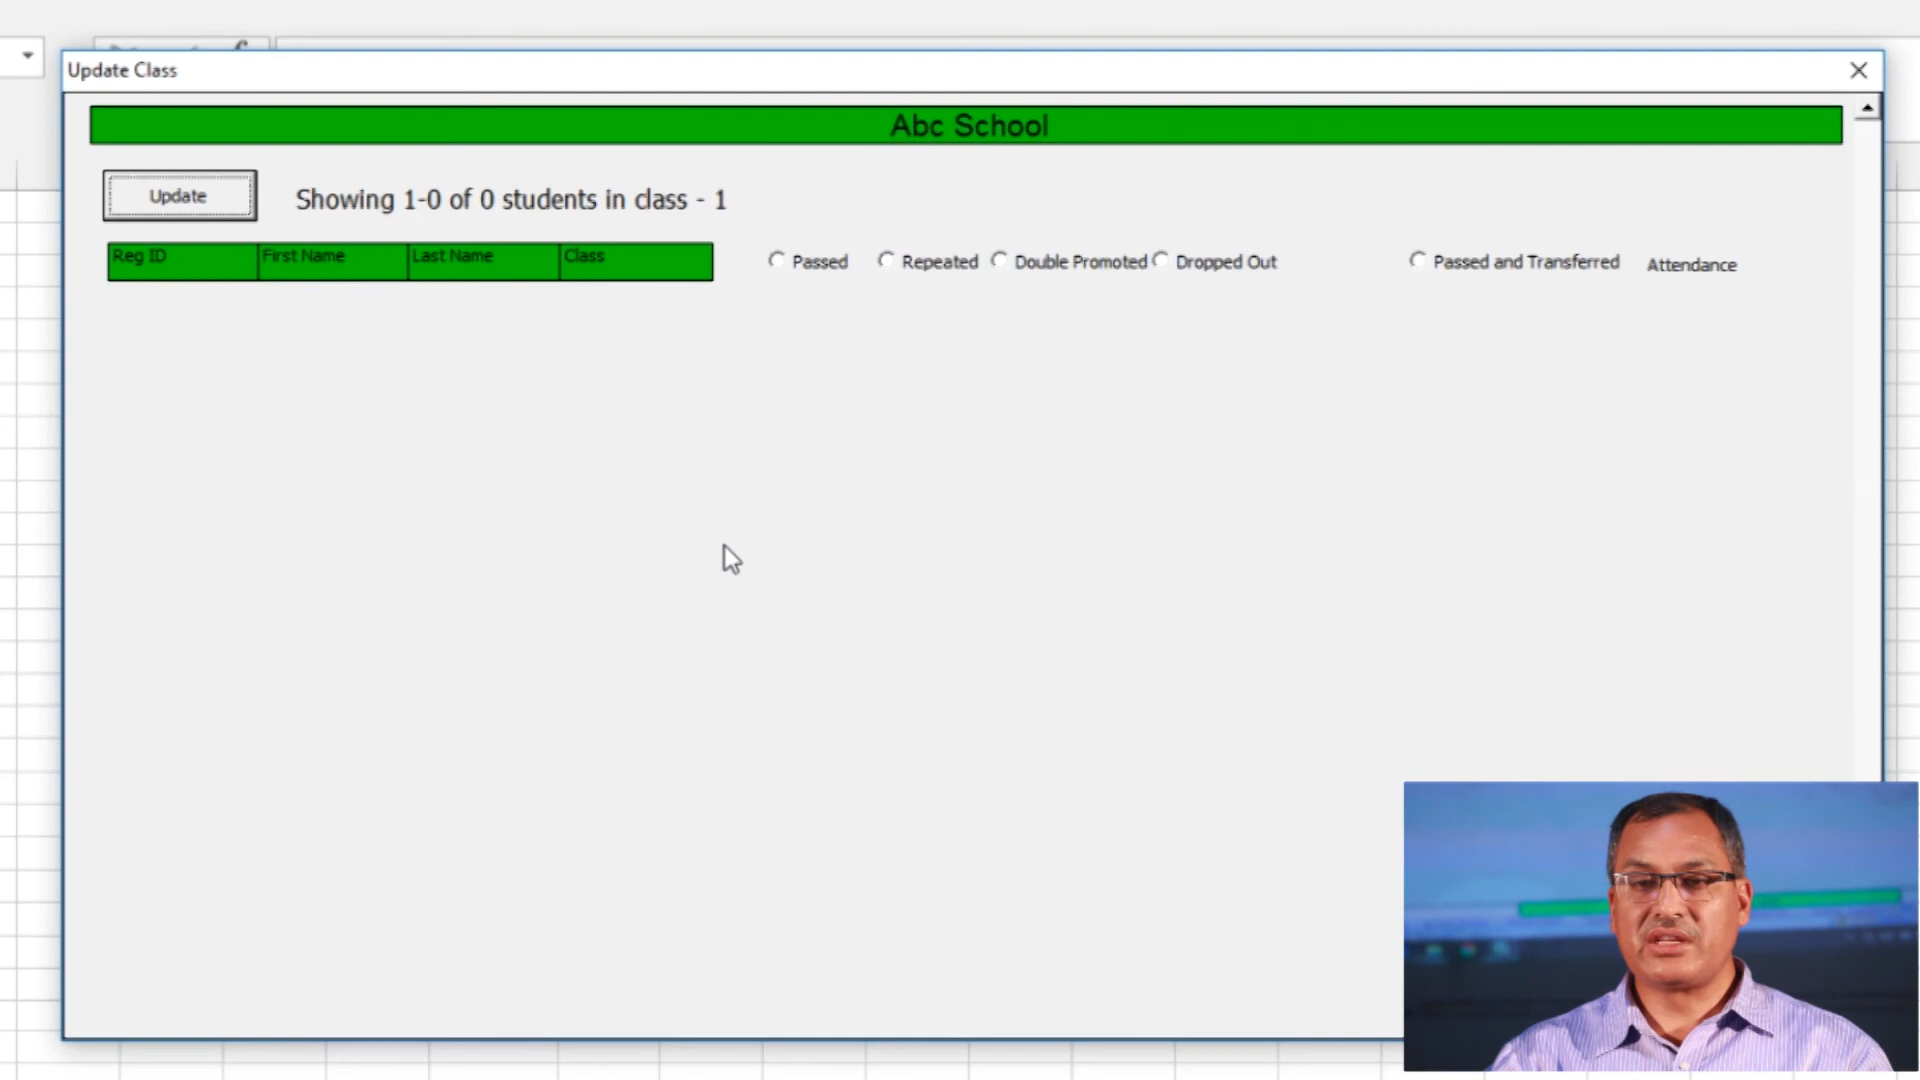 Update Class
Abc School
Update
Showing 1-0 of 0 students in class - 1
Reg ID First Name Last Name Class Passed Repeated Double Promoted Dropped Out Passed and Transferred Attendance